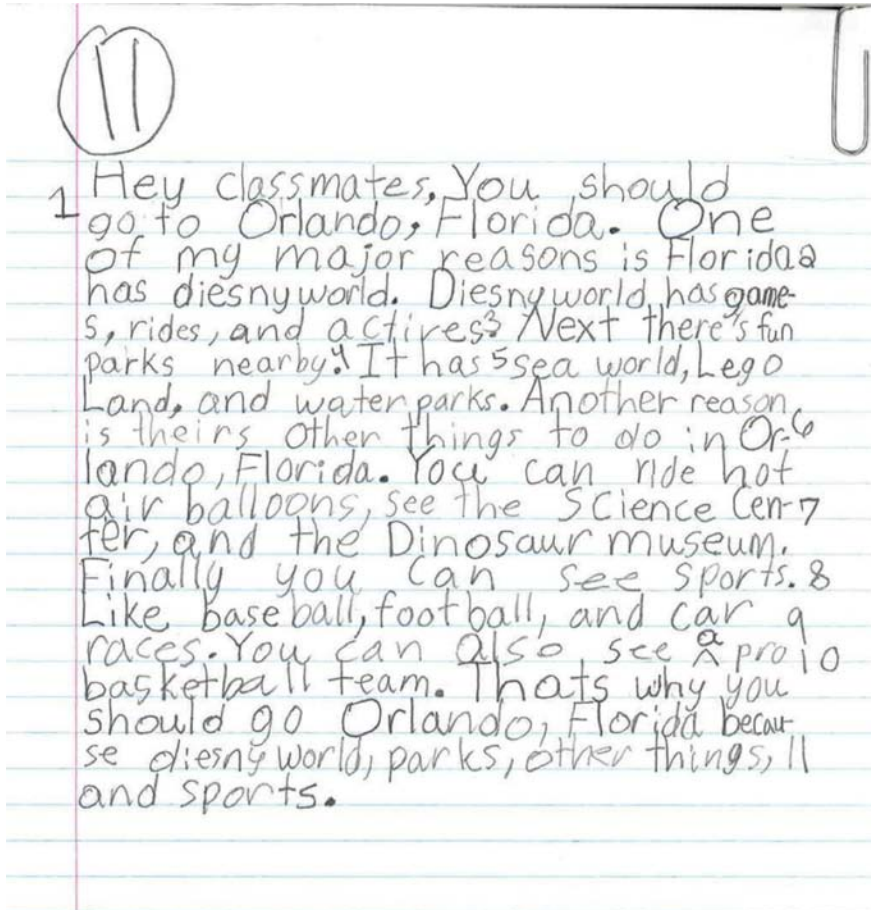 11
1 Hey classmates, You should
go to Orlando, Florida. One
of my major reasons is Florida 2
has diesnyworld. Diesnyworld has game-
s, rides, and actires. 3 Next there's fun
parks nearby. 4 It has 5 sea world, Lego
Land, and water parks. Another reason
is theirs other things to do in Or- 6
lando, Florida. You can ride hot
air balloons, see the Science Cen- 7
ter, and the Dinosaur museum.
Finally you can see sports. 8
Like baseball, football, and car 9
races. You can also see a pro 10
basketball team. Thats why you
should go Orlando, Florida becau-
se diesny world, parks, other things, 11
and sports.